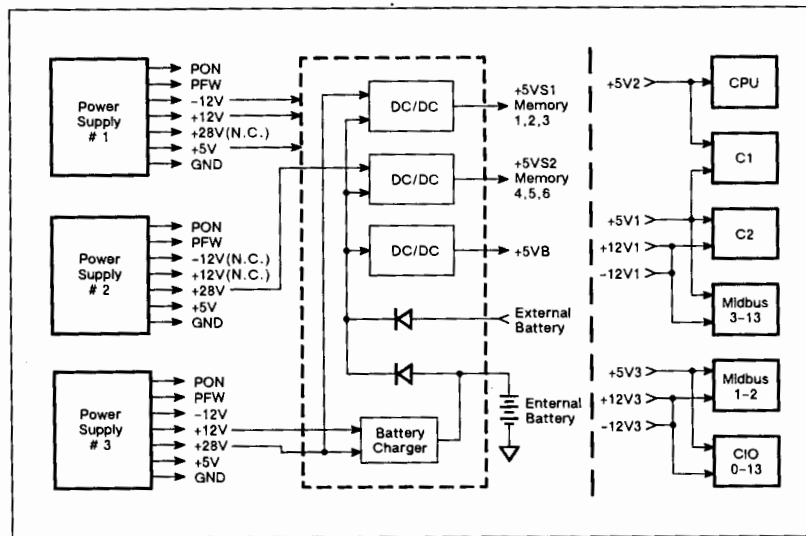 PON
PFW
-12V
+12V
+28V(N.C.)
+5V
GND
Power
Supply
# 1
PON
PFW
-12V(N.C.)
+12V(N.C.)
+28V
+5V
GND
Power
Supply
# 2
PON
PFW
-12V
+12V
+28V
+5V
GND
Power
Supply
# 3
DC/DC
+5VS1
Memory
1,2,3
DC/DC
+5VS2
Memory
4,5,6
DC/DC
+5VB
External
Battery
Enternal
Battery
Battery
Charger
+5V2
CPU
C1
+5V1
+12V1
-12V1
C2
Midbus
3-13
+5V3
+12V3
-12V3
Midbus
1-2
CIO
0-13